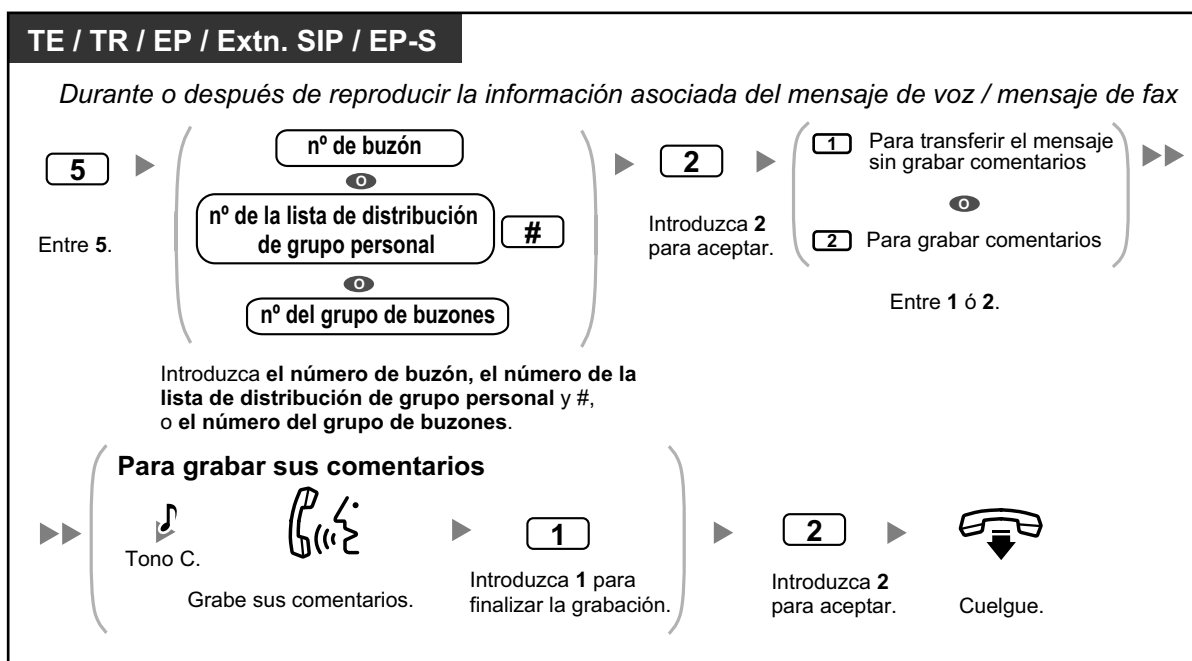 TE / TR / EP / Extn. SIP / EP-S
Durante o después de reproducir la información asociada del mensaje de voz / mensaje de fax
5
Entre 5.
nº de buzón
O
nº de la lista de distribución
de grupo personal
#
O
nº del grupo de buzones
Introduzca el número de buzón, el número de la
lista de distribución de grupo personal y #,
o el número del grupo de buzones.
2
Introduzca 2
para aceptar.
1 Para transferir el mensaje
sin grabar comentarios
O
2 Para grabar comentarios
Entre 1 ó 2.
Para grabar sus comentarios
Tono C.
Grabe sus comentarios.
1
Introduzca 1 para
finalizar la grabación.
2
Introduzca 2
para aceptar.
Cuelgue.